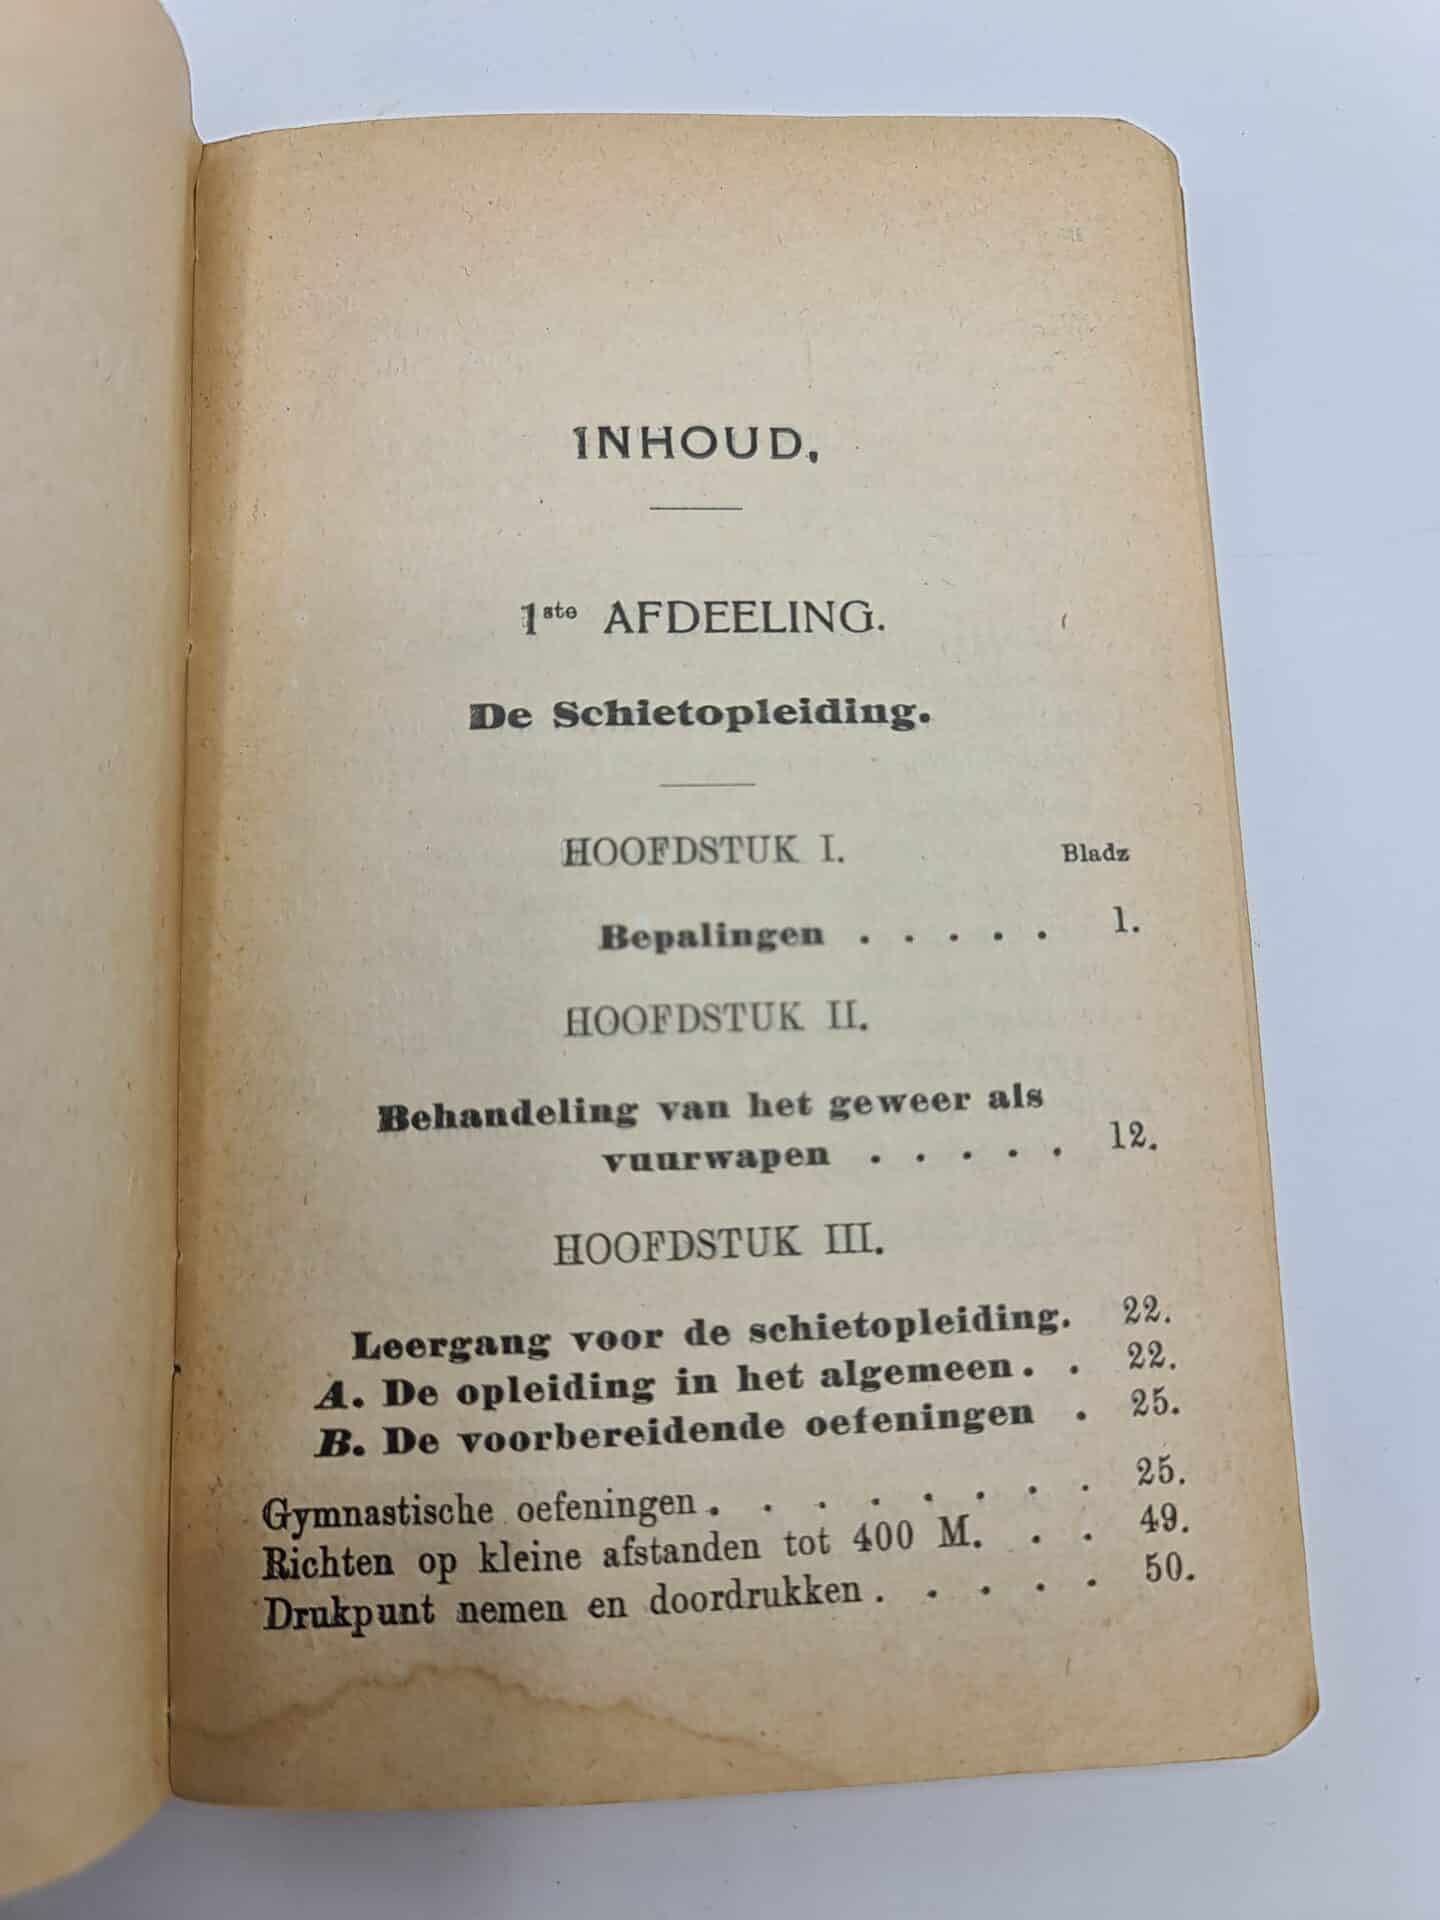 INHOUD.
1ste AFDEELING.
De Schietopleiding.
HOOFDSTUK I. Bladz
Bepalingen . . . . . 1.
HOOFDSTUK II.
Behandeling van het geweer als
vuurwapen . . . . . 12.
HOOFDSTUK III.
Leergang voor de schietopleiding. 22.
A. De opleiding in het algemeen . . 22.
B. De voorbereidende oefeningen . 25.
Gymnastische oefeningen . . . . . . . . 25.
Richten op kleine afstanden tot 400 M. . . 49.
Drukpunt nemen en doordrukken . . . . . 50.